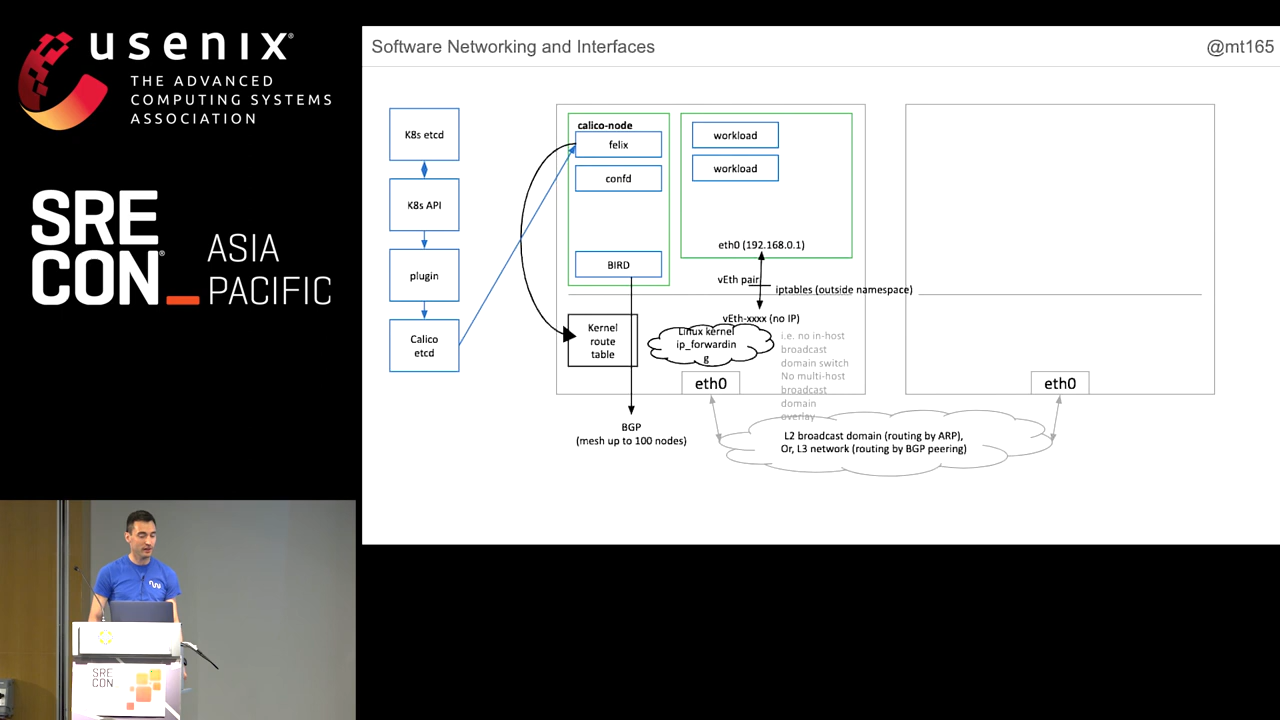 usenix
THE ADVANCED
COMPUTING SYSTEMS
ASSOCIATION
SRE
CON
ASIA
PACIFIC
Software Networking and Interfaces
@mt165
K8s etcd
K8s API
plugin
Calico
etcd
calico-node
felix
confd
BIRD
workload
workload
eth0 (192.168.0.1)
vEth pair
iptables (outside namespace)
vEth-xxxx (no IP)
Kernel
route
table
Linux kernel
ip_forwardin
g
i.e. no in-host
broadcast
domain switch
No multi-host
broadcast
domain
overlay
eth0
eth0
BGP
(mesh up to 100 nodes)
L2 broadcast domain (routing by ARP),
Or, L3 network (routing by BGP peering)
SRE
CON